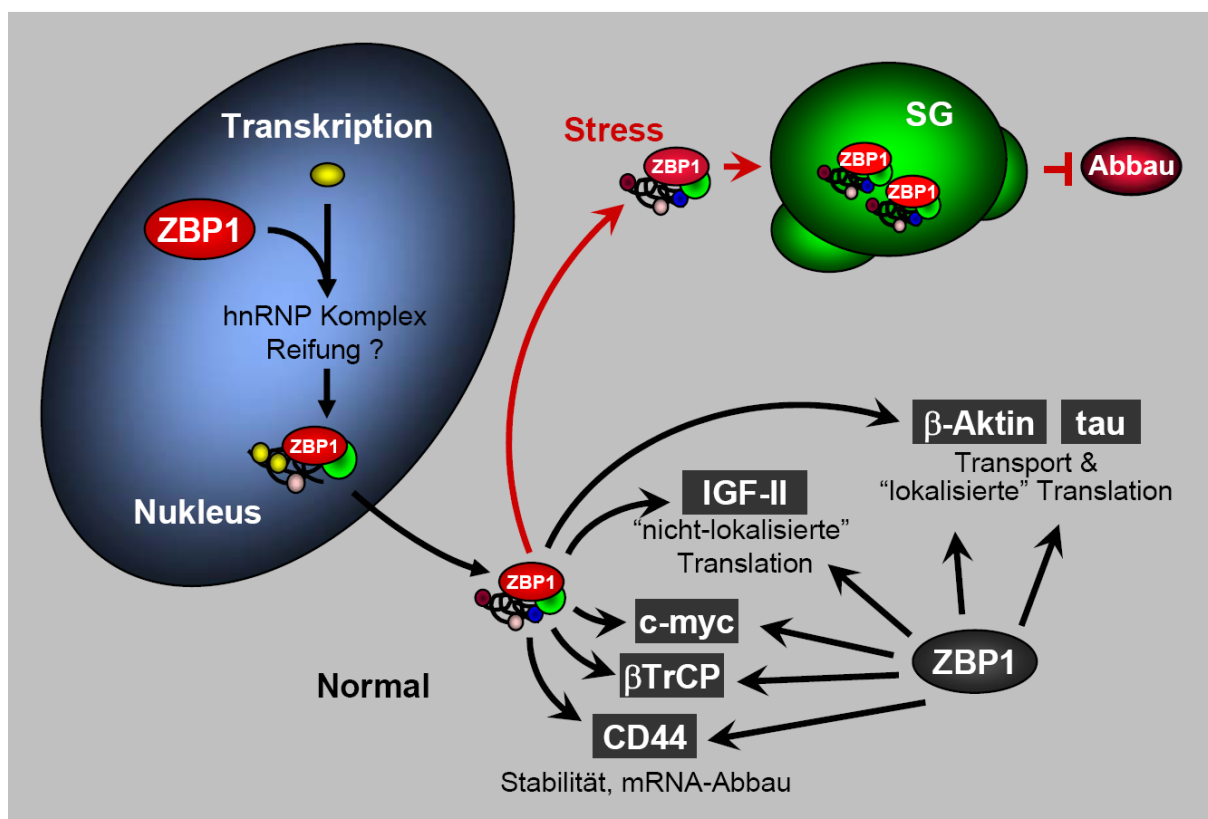 Transkription
ZBP1
hnRNP Komplex
Reifung ?
ZBP1
Nukleus
Stress
ZBP1
SG
ZBP1
ZBP1
Abbau
β-Aktin tau
Transport &
“lokalisierte” Translation
IGF-II
“nicht-lokalisierte”
Translation
ZBP1
c-myc
βTrCP
CD44
Stabilität, mRNA-Abbau
Normal
ZBP1